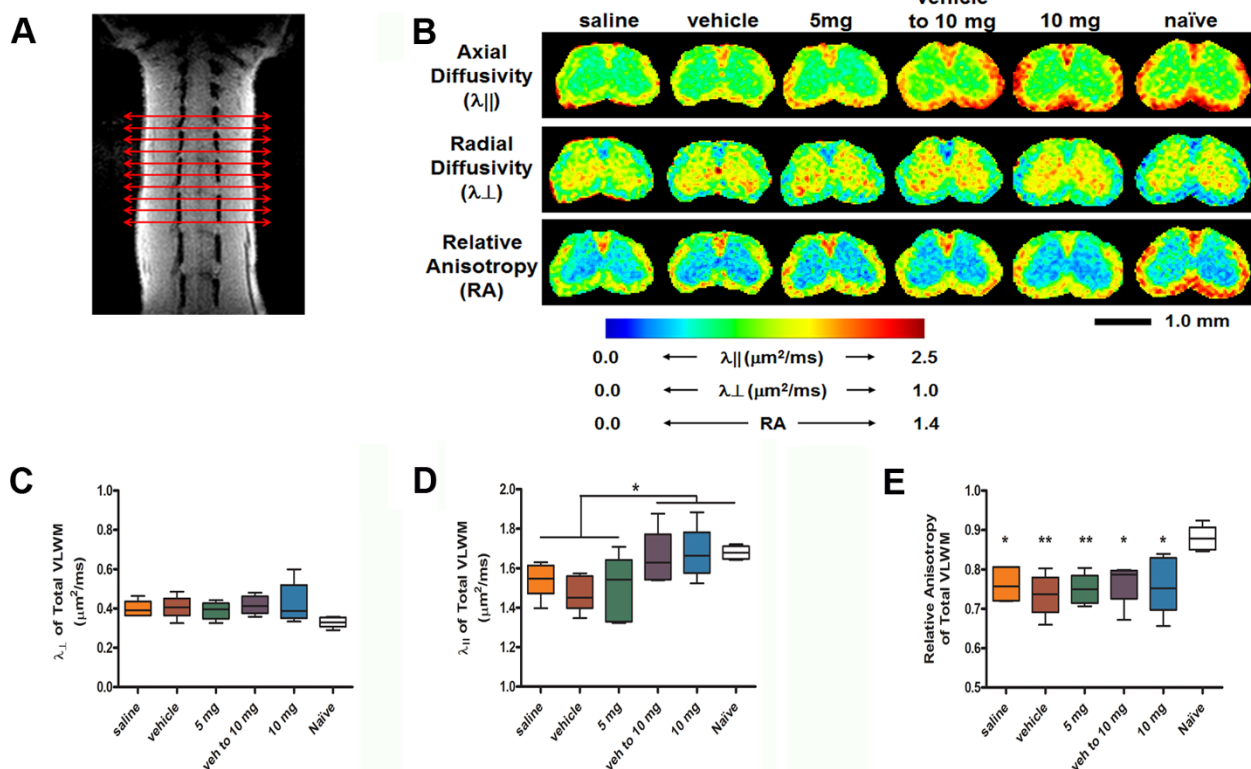 A
B
saline vehicle 5mg vehicle to 10 mg 10 mg naïve
Axial
Diffusivity
(λ||)
Radial
Diffusivity
(λ⊥)
Relative
Anisotropy
(RA)
1.0 mm
0.0 λ||(μm²/ms) 2.5
0.0 λ⊥(μm²/ms) 1.0
0.0 RA 1.4
C
λ⊥ of Total VLWM
(μm²/ms)
1.0
0.8
0.6
0.4
0.2
0.0
saline vehicle 5 mg veh to 10 mg 10 mg Naïve
D
λ|| of Total VLWM
(μm²/ms)
2.0
1.8
1.6
1.4
1.2
1.0
*
saline vehicle 5 mg veh to 10 mg 10 mg Naïve
E
Relative Anisotropy
of Total VLWM
1.0
0.9
0.8
0.7
0.6
0.5
* ** ** * *
saline vehicle 5 mg veh to 10 mg 10 mg Naïve